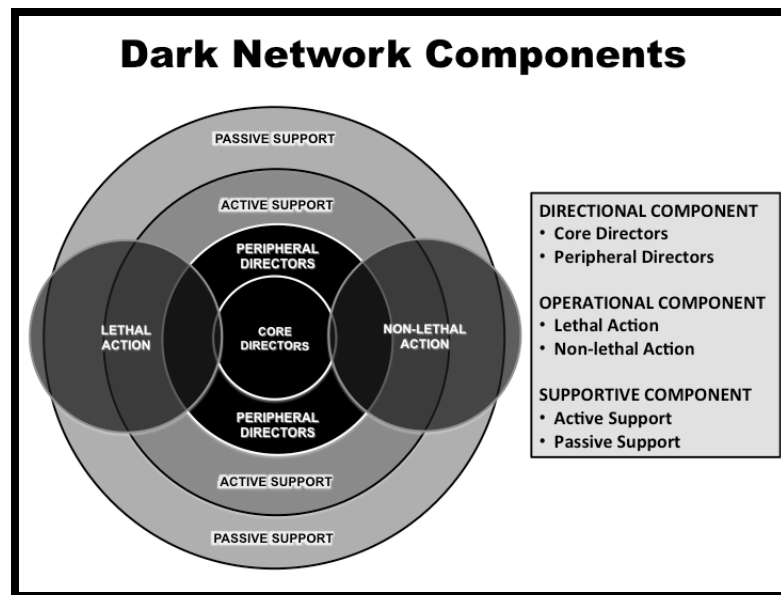 Dark Network Components
PASSIVE SUPPORT
ACTIVE SUPPORT
PERIPHERAL
DIRECTORS
LETHAL
ACTION
CORE
DIRECTORS
NON-LETHAL
ACTION
PERIPHERAL
DIRECTORS
ACTIVE SUPPORT
PASSIVE SUPPORT
DIRECTIONAL COMPONENT
• Core Directors
• Peripheral Directors
OPERATIONAL COMPONENT
• Lethal Action
• Non-lethal Action
SUPPORTIVE COMPONENT
• Active Support
• Passive Support